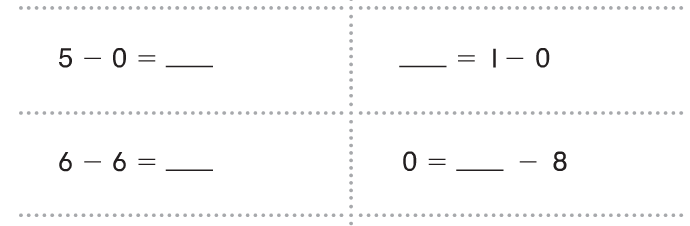 5 − 0 = ___
___ = 1 − 0
6 − 6 = ___
0 = ___ − 8